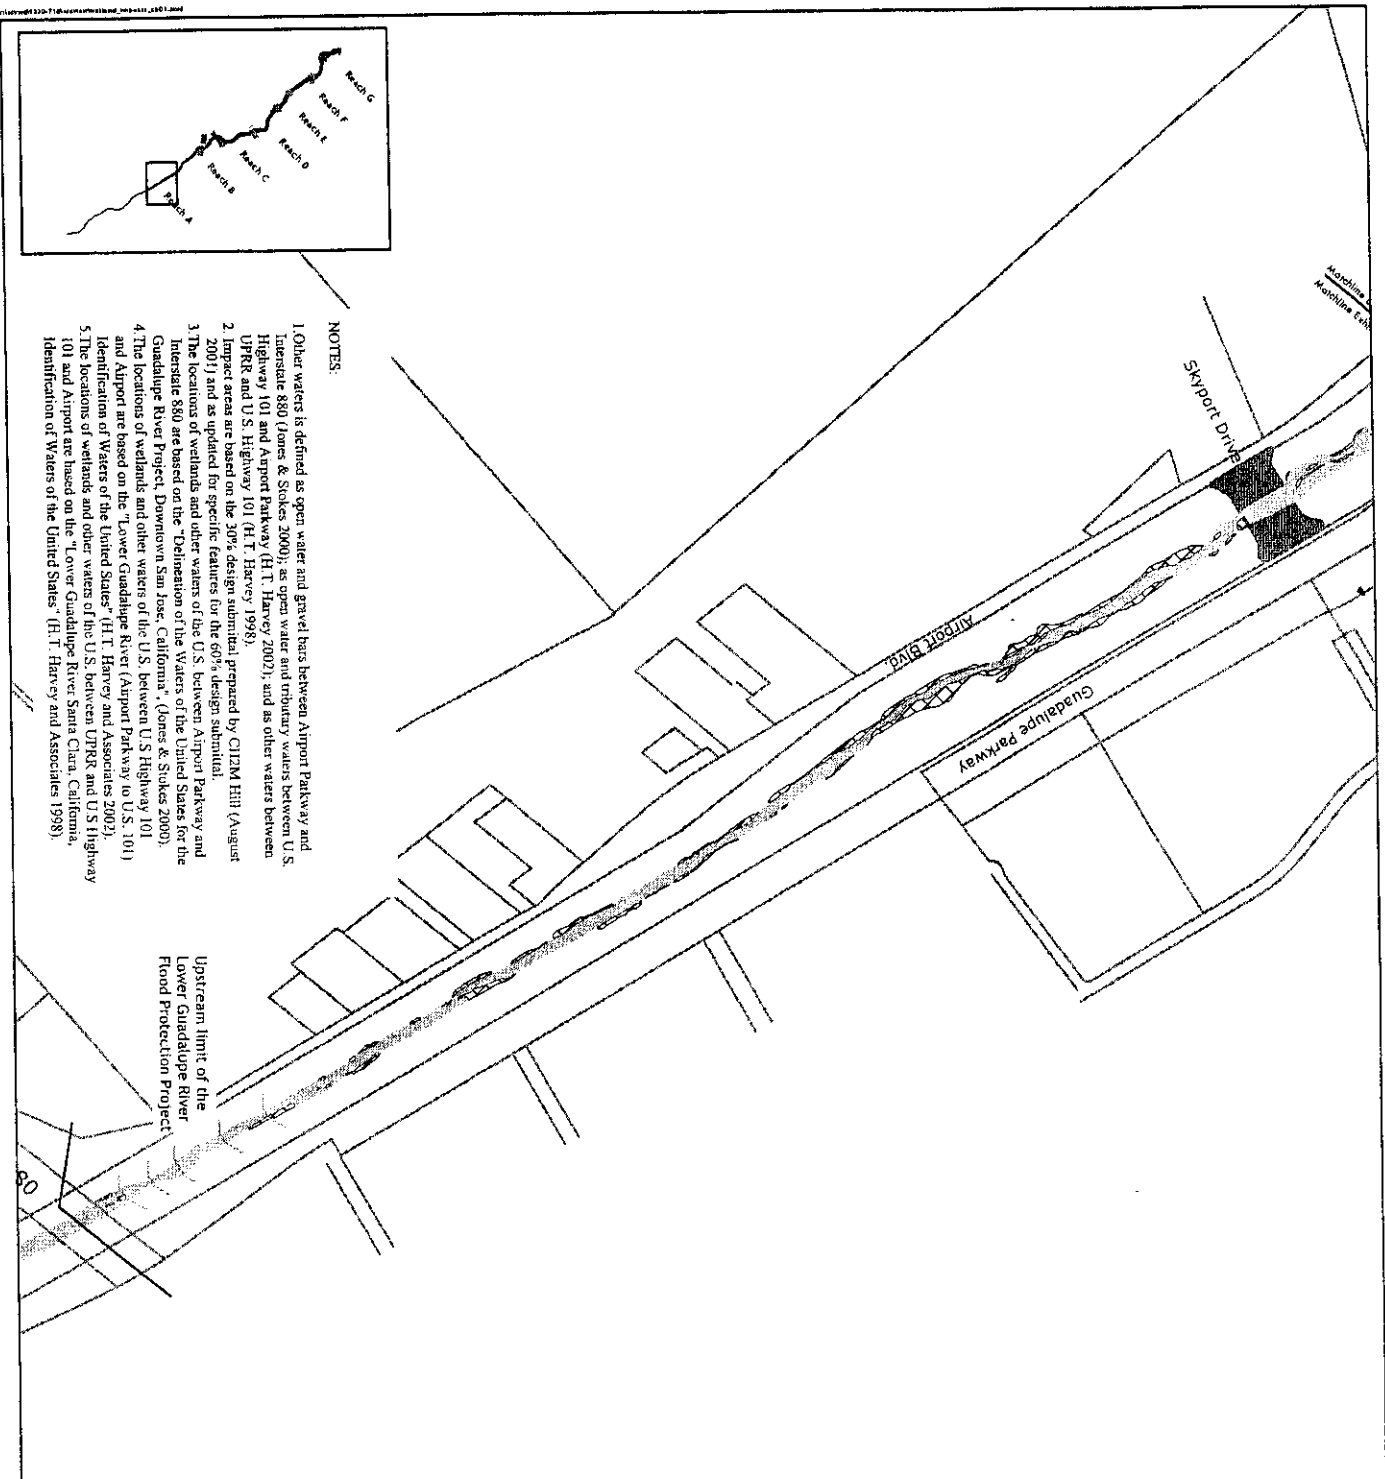 Reach G
Reach F
Reach E
Reach D
Reach C
Reach B
Reach A
Matchline
Matchline
Skyport Drive
Airport Blvd.
Guadalupe Parkway
NOTES:
1.Other waters is defined as open water and gravel bars between Airport Parkway and
Interstate 880 (Jones & Stokes 2000); as open water and tributary waters between U.S.
Highway 101 and Airport Parkway (H.T. Harvey 2002); and as other waters between
UPRR and U.S. Highway 101 (H.T. Harvey 1998).
2. Impact areas are based on the 30% design submittal prepared by CH2M Hill (August
2001) and as updated for specific features for the 60% design submittal.
3.The locations of wetlands and other waters of the U.S. between Airport Parkway and
Interstate 880 are based on the "Delineation of the Waters of the United States for the
Guadalupe River Project, Downtown San Jose, California", (Jones & Stokes 2000).
4.The locations of wetlands and other waters of the U.S. between U.S Highway 101
and Airport are based on the "Lower Guadalupe River (Airport Parkway to U.S. 101)
Identification of Waters of the United States" (H.T. Harvey and Associates 2002).
5.The locations of wetlands and other waters of the U.S. between UPRR and U.S Highway
101 and Airport are based on the "Lower Guadalupe River Santa Clara, California,
Identification of Waters of the United States" (H.T. Harvey and Associates 1998).
Upstream limit of the
Lower Guadalupe River
Flood Protection Project
80